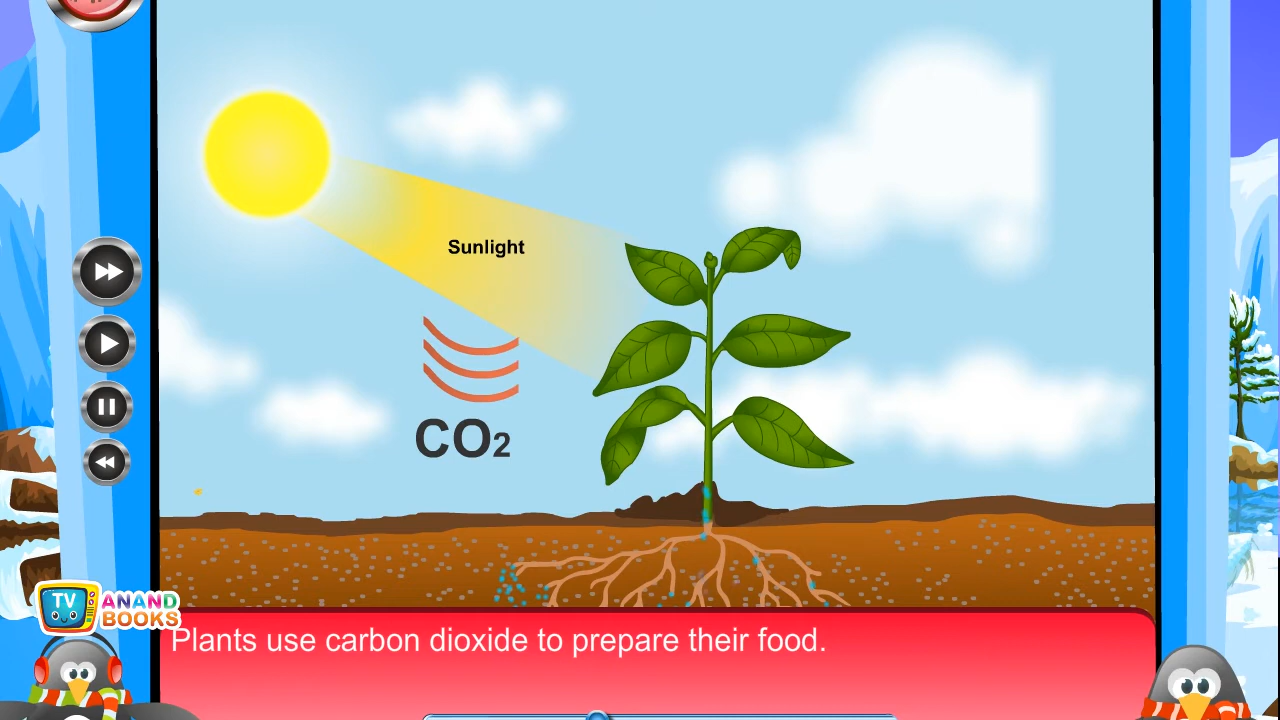 Sunlight
CO2
TV
ANAND
BOOKS
Plants use carbon dioxide to prepare their food.